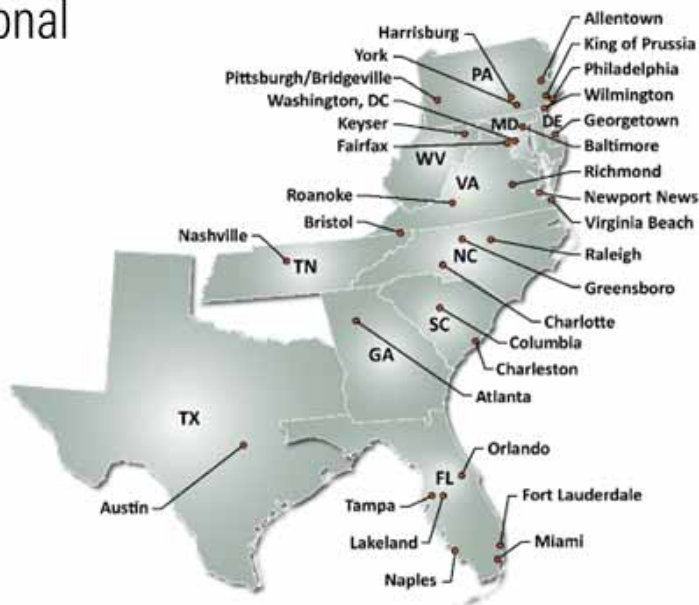 onal
Harrisburg
York
Pittsburgh/Bridgeville
Washington, DC
Keyser
Fairfax
Allentown
King of Prussia
Philadelphia
Wilmington
Georgetown
Baltimore
Richmond
Newport News
Virginia Beach
Raleigh
Greensboro
Charlotte
Columbia
Charleston
Atlanta
Roanoke
Bristol
Nashville
PA
MD
DE
WV
VA
TN
NC
SC
GA
TX
FL
Austin
Orlando
Tampa
Fort Lauderdale
Lakeland
Miami
Naples